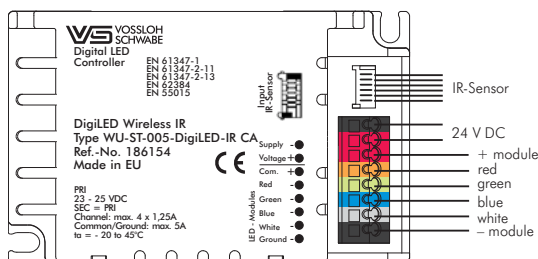 VS VOSSLOH
SCHWABE
Digital LED
Controller
EN 61347-1
EN 61347-2-11
EN 61347-2-13
EN 62384
EN 55015
Input
IR-Sensor
DigiLED Wireless IR
Type WU-ST-005-DigiLED-IR CA
Ref.-No. 186154
Made in EU
CE
PRI
23 - 25 VDC
SEC = PRI
Channel: max. 4 x 1,25A
Common/Ground: max. 5A
ta = - 20 to 45°C
LED - Modules
Supply -
Voltage +
Com. +
Red -
Green -
Blue -
White -
Ground -
IR-Sensor
24 V DC
+ module
red
green
blue
white
– module